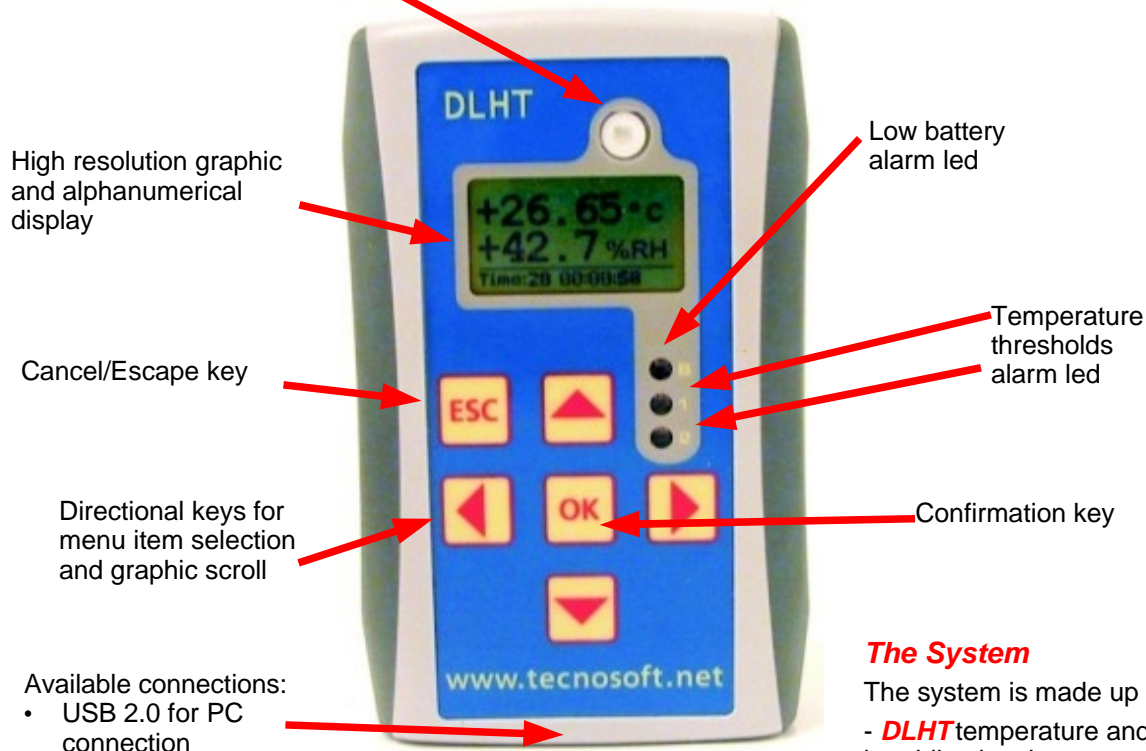 DLHT
Low battery
alarm led
High resolution graphic
and alphanumerical
display
+26.65°c
+42.7%RH
Time:28 00:00:58
Temperature
thresholds
alarm led
Cancel/Escape key
ESC
Directional keys for
menu item selection
and graphic scroll
OK
Confirmation key
www.tecnosoft.net
Available connections:
• USB 2.0 for PC
connection
The System
The system is made up
- DLHT temperature and